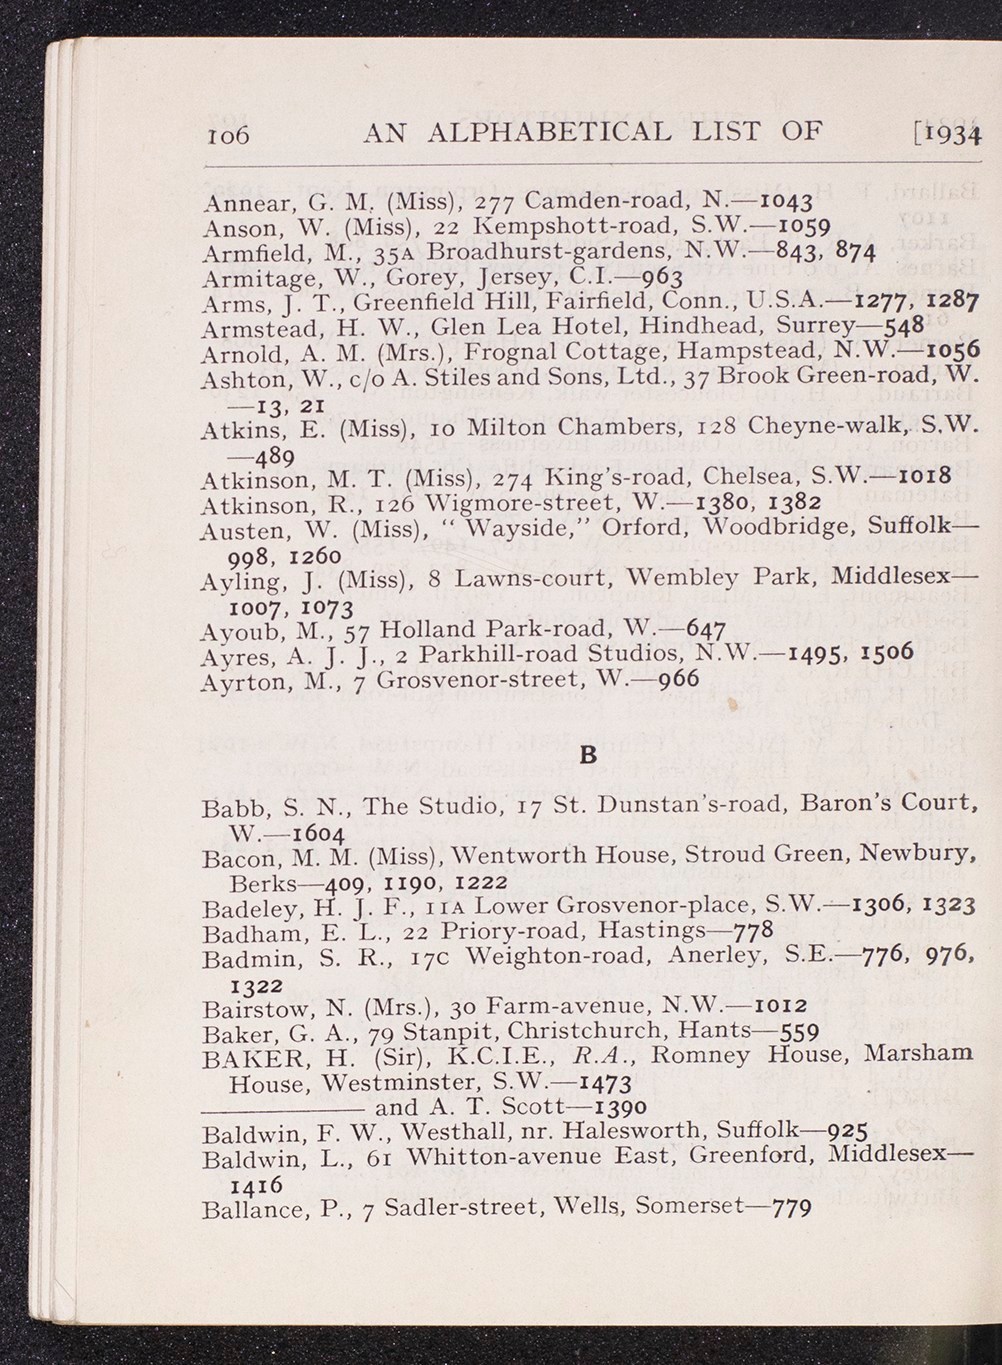 106 AN ALPHABETICAL LIST OF [1934
Annear, G. M. (Miss), 277 Camden-road, N.—1043
Anson, W. (Miss), 22 Kempshott-road, S.W.—1059
Armfield, M., 35A Broadhurst-gardens, N.W.—843, 874
Armitage, W., Gorey, Jersey, C.I.—963
Arms, J. T., Greenfield Hill, Fairfield, Conn., U.S.A.—1277, 1287
Armstead, H. W., Glen Lea Hotel, Hindhead, Surrey—548
Arnold, A. M. (Mrs.), Frognal Cottage, Hampstead, N.W.—1056
Ashton, W., c/o A. Stiles and Sons, Ltd., 37 Brook Green-road, W.
—13, 21
Atkins, E. (Miss), 10 Milton Chambers, 128 Cheyne-walk, S.W.
—489
Atkinson, M. T. (Miss), 274 King's-road, Chelsea, S.W.—1018
Atkinson, R., 126 Wigmore-street, W.—1380, 1382
Austen, W. (Miss), “ Wayside,” Orford, Woodbridge, Suffolk—
998, 1260
Ayling, J. (Miss), 8 Lawns-court, Wembley Park, Middlesex—
1007, 1073
Ayoub, M., 57 Holland Park-road, W.—647
Ayres, A. J. J., 2 Parkhill-road Studios, N.W.—1495, 1506
Ayrton, M., 7 Grosvenor-street, W.—966
B
Babb, S. N., The Studio, 17 St. Dunstan's-road, Baron's Court,
W.—1604
Bacon, M. M. (Miss), Wentworth House, Stroud Green, Newbury,
Berks—409, 1190, 1222
Badeley, H. J. F., 11A Lower Grosvenor-place, S.W.—1306, 1323
Badham, E. L., 22 Priory-road, Hastings—778
Badmin, S. R., 17C Weighton-road, Anerley, S.E.—776, 976,
1322
Bairstow, N. (Mrs.), 30 Farm-avenue, N.W.—1012
Baker, G. A., 79 Stanpit, Christchurch, Hants—559
BAKER, H. (Sir), K.C.I.E., R.A., Romney House, Marsham
House, Westminster, S.W.—1473
———— and A. T. Scott—1390
Baldwin, F. W., Westhall, nr. Halesworth, Suffolk—925
Baldwin, L., 61 Whitton-avenue East, Greenford, Middlesex—
1416
Ballance, P., 7 Sadler-street, Wells, Somerset—779